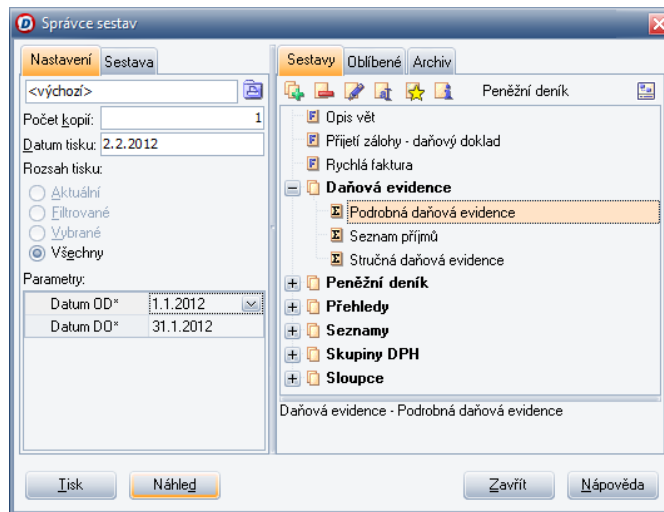 Správce sestav
Nastavení Sestava
<výchozí>
Počet kopií: 1
Datum tisku: 2.2.2012
Rozsah tisku:
Aktuální
Filtrované
Vybrané
Všechny
Parametry:
Datum OD* 1.1.2012
Datum DO* 31.1.2012
Sestavy Oblíbené Archiv
Peněžní deník
Opis vět
Přijetí zálohy - daňový doklad
Rychlá faktura
Daňová evidence
Podrobná daňová evidence
Seznam příjmů
Stručná daňová evidence
Peněžní deník
Přehledy
Seznamy
Skupiny DPH
Sloupce
Daňová evidence - Podrobná daňová evidence
Tisk Náhled Zavřít Nápověda